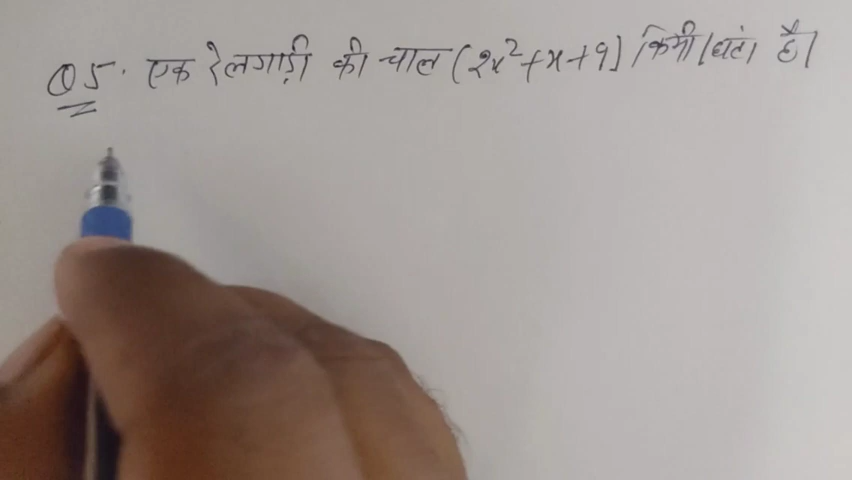 Q5. एक रेलगाड़ी की चाल (2x²+x+9) किमी/घंटा है।